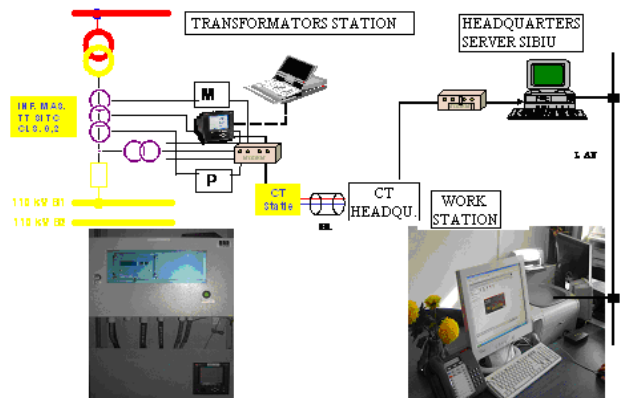 TRANSFORMATORS STATION
HEADQUARTERS
SERVER SIBIU
M
INF. MAS.
TT SI TC
CLS. 0,2
P
CT
Statie
CT
HEADQU.
WORK
STATION
LAN
110 kV B1
110 kV B2